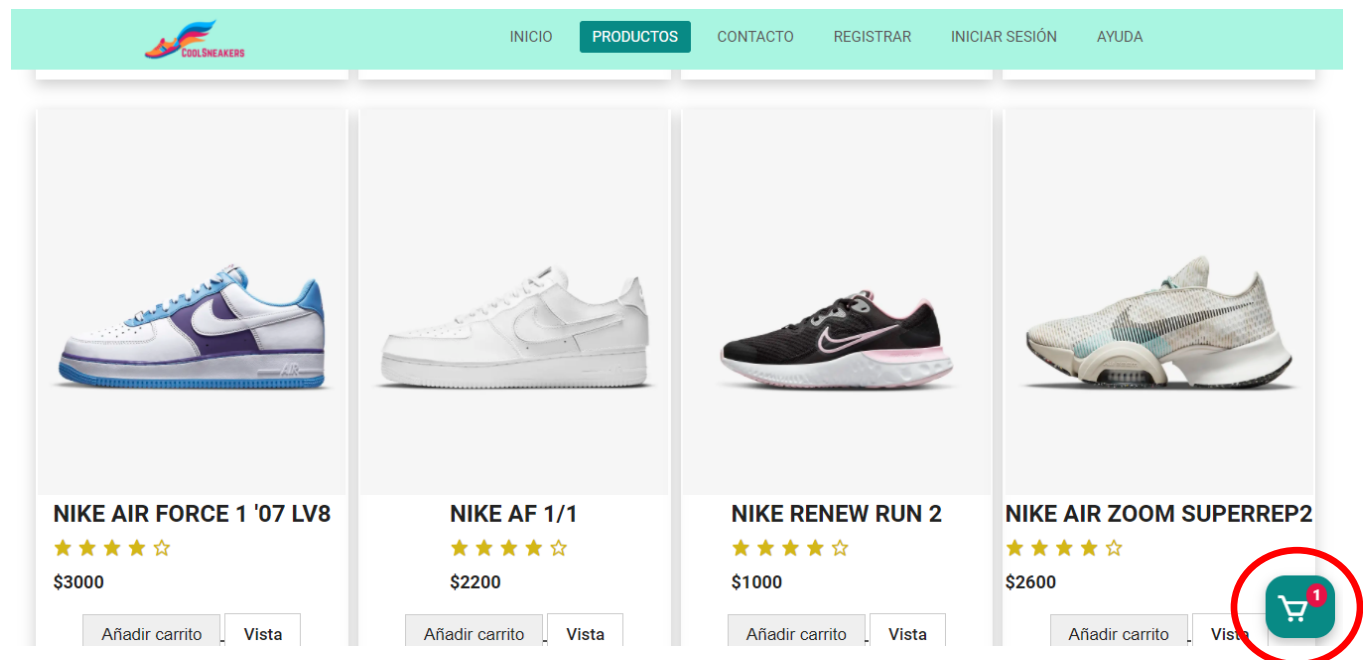 COOLSNEAKERS
INICIO PRODUCTOS CONTACTO REGISTRAR INICIAR SESIÓN AYUDA
NIKE AIR FORCE 1 '07 LV8
$3000
Añadir carrito Vista
NIKE AF 1/1
$2200
Añadir carrito Vista
NIKE RENEW RUN 2
$1000
Añadir carrito Vista
NIKE AIR ZOOM SUPERREP2
$2600
Añadir carrito Vista
1
AIR